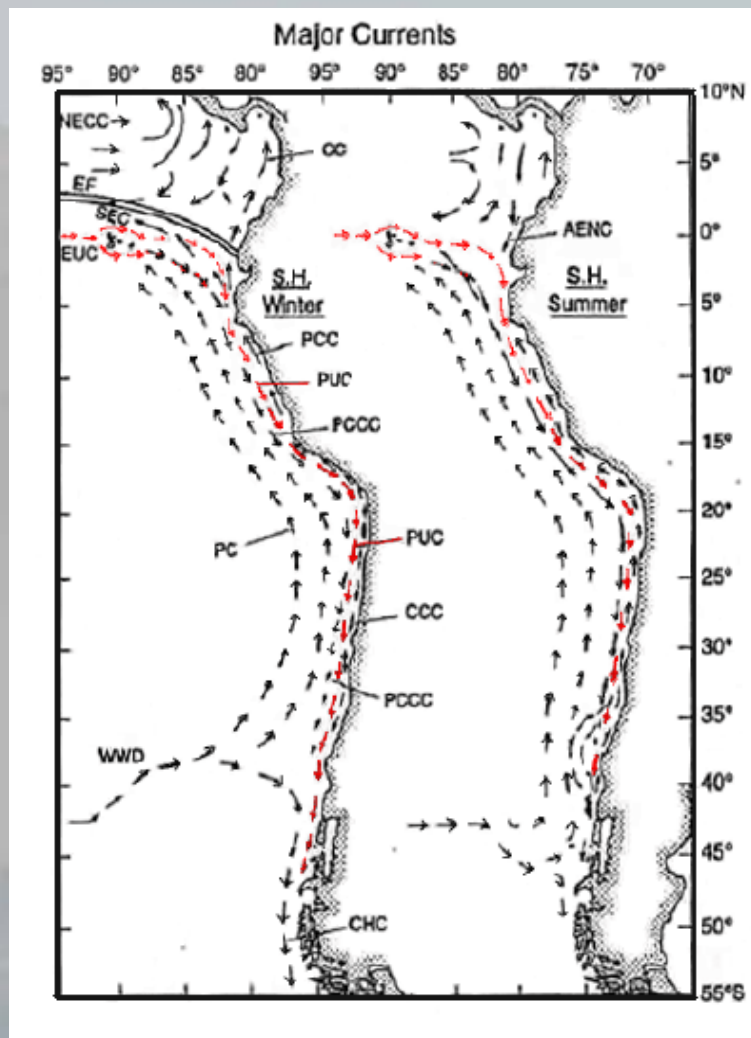 Major Currents
95° 90° 85° 80° 95° 90° 85° 80° 75° 70°
10°N
NECC
CC
5°
EF
SEC
AENC
0°
EUC
S.H.
Winter
S.H.
Summer
5°
PCC
PUC
10°
PCCC
15°
20°
PC
PUC
25°
CCC
30°
PCCC
35°
WWD
40°
45°
CHC
50°
55°S